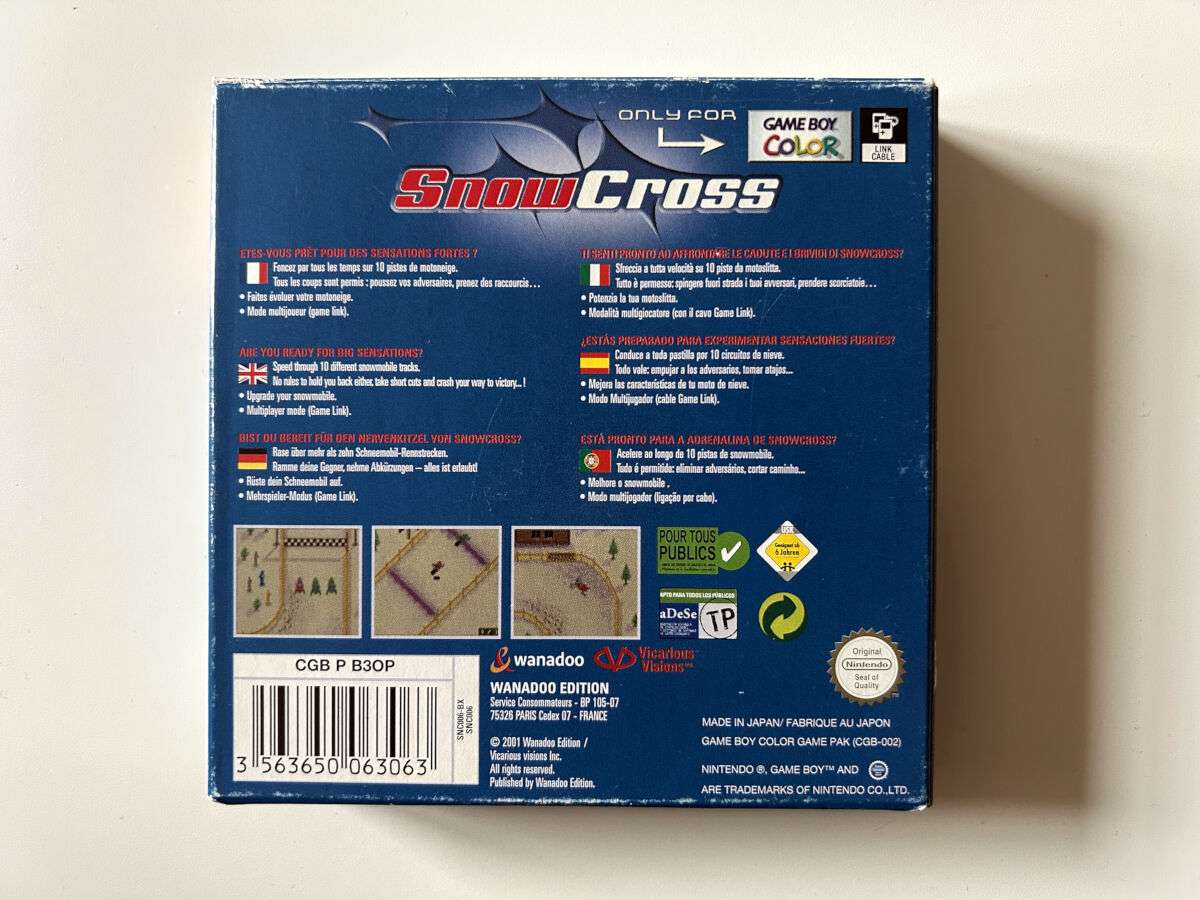 ONLY FOR
GAME BOY
COLOR
LINK
CABLE
SnowCross
ETES-VOUS PRÊT POUR DES SENSATIONS FORTES ?
Foncez par tous les temps sur 10 pistes de motoneige.
Tous les coups sont permis : poussez vos adversaires, prenez des raccourcis…
• Faites évoluer votre motoneige.
• Mode multijoueur (game link).
ARE YOU READY FOR BIG SENSATIONS?
Speed through 10 different snowmobile tracks.
No rules to hold you back either, take short cuts and crash your way to victory... !
• Upgrade your snowmobile.
• Multiplayer mode (Game Link).
BIST DU BEREIT FÜR DEN NERVENKITZEL VON SNOWCROSS?
Rase über mehr als zehn Schneemobil-Rennstrecken.
Ramme deine Gegner, nehme Abkürzungen – alles ist erlaubt!
• Rüste dein Schneemobil auf.
• Mehrspieler-Modus (Game Link).
TI SENTI PRONTO AD AFFRONTARE LE CADUTE E I BRIVIDI DI SNOWCROSS?
Sfreccia a tutta velocità su 10 piste da motoslitta.
Tutto è permesso: spingere fuori strada i tuoi avversari, prendere scorciatoie…
• Potenzia la tua motoslitta.
• Modalità multigiocatore (con il cavo Game Link).
¿ESTÁS PREPARADO PARA EXPERIMENTAR SENSACIONES FUERTES?
Conduce a toda pastilla por 10 circuitos de nieve.
Todo vale: empujar a los adversarios, tomar atajos...
• Mejora las características de tu moto de nieve.
• Modo Multijugador (cable Game Link).
ESTÁ PRONTO PARA A ADRENALINA DE SNOWCROSS?
Acelere ao longo de 10 pistas de snowmobile.
Tudo é permitido: eliminar adversários, cortar caminho...
• Melhore o snowmobile .
• Modo multijogador (ligação por cabo).
POUR TOUS
PUBLICS
Geeignet ab
6 Jahren
APTO PARA TODOS LOS PÚBLICOS
aDeSe
TP
CGB P B3OP
SNC006-BX
SNC006
3 563650 063063
wanadoo
Vicarious
Visions
WANADOO EDITION
Service Consommateurs - BP 105-07
75326 PARIS Cedex 07 - FRANCE
© 2001 Wanadoo Edition /
Vicarious visions Inc.
All rights reserved.
Published by Wanadoo Edition.
Original
Nintendo
Seal of
Quality
MADE IN JAPAN/ FABRIQUE AU JAPON
GAME BOY COLOR GAME PAK (CGB-002)
NINTENDO ®, GAME BOY™ AND
ARE TRADEMARKS OF NINTENDO CO.,LTD.